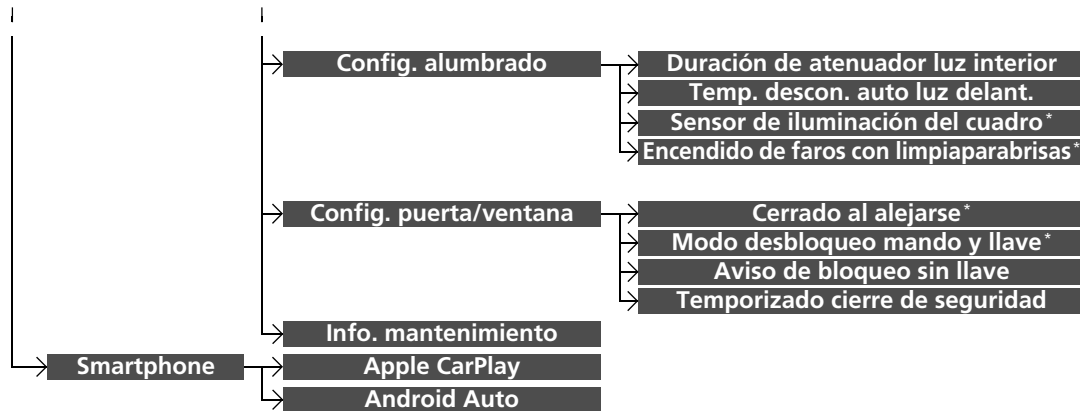 Config. alumbrado
Duración de atenuador luz interior
Temp. descon. auto luz delant.
Sensor de iluminación del cuadro*
Encendido de faros con limpiaparabrisas*
Config. puerta/ventana
Cerrado al alejarse*
Modo desbloqueo mando y llave*
Aviso de bloqueo sin llave
Temporizado cierre de seguridad
Info. mantenimiento
Smartphone
Apple CarPlay
Android Auto